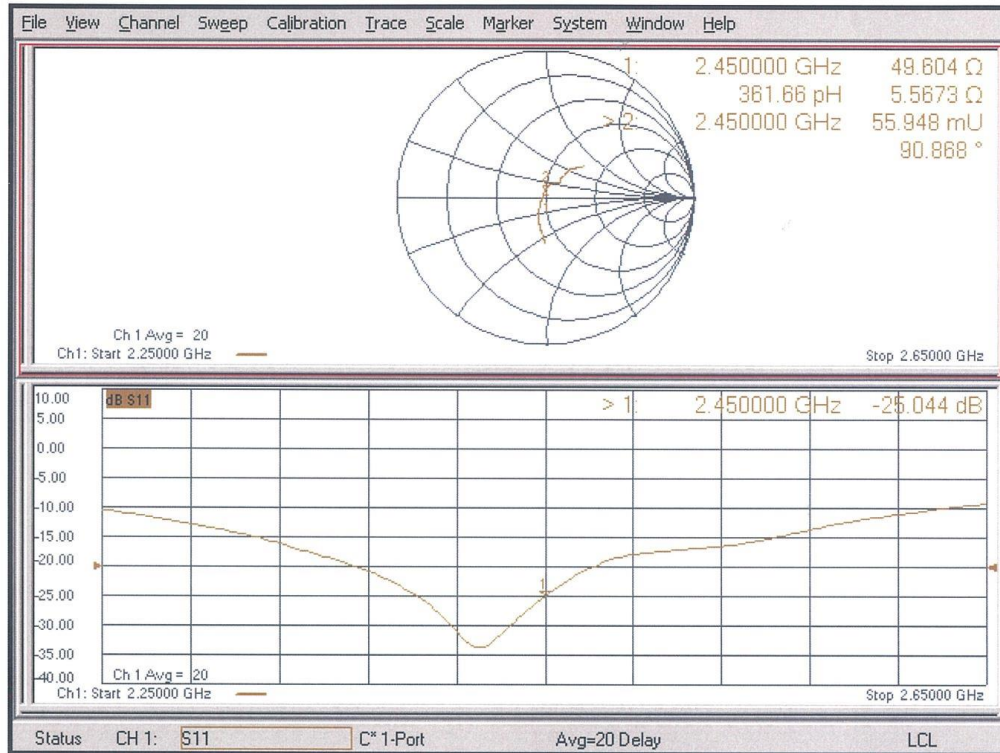 File View Channel Sweep Calibration Trace Scale Marker System Window Help
1: 2.450000 GHz 49.604 Ω
361.66 pH 5.5673 Ω
> 2: 2.450000 GHz 55.948 mU
90.868 °
Ch 1 Avg = 20
Ch1: Start 2.25000 GHz
Stop 2.65000 GHz
10.00
5.00
0.00
-5.00
-10.00
-15.00
-20.00
-25.00
-30.00
-35.00
-40.00
dB S11
> 1: 2.450000 GHz -25.044 dB
1
Ch 1 Avg = 20
Ch1: Start 2.25000 GHz
Stop 2.65000 GHz
Status CH 1: S11 C* 1-Port Avg=20 Delay LCL